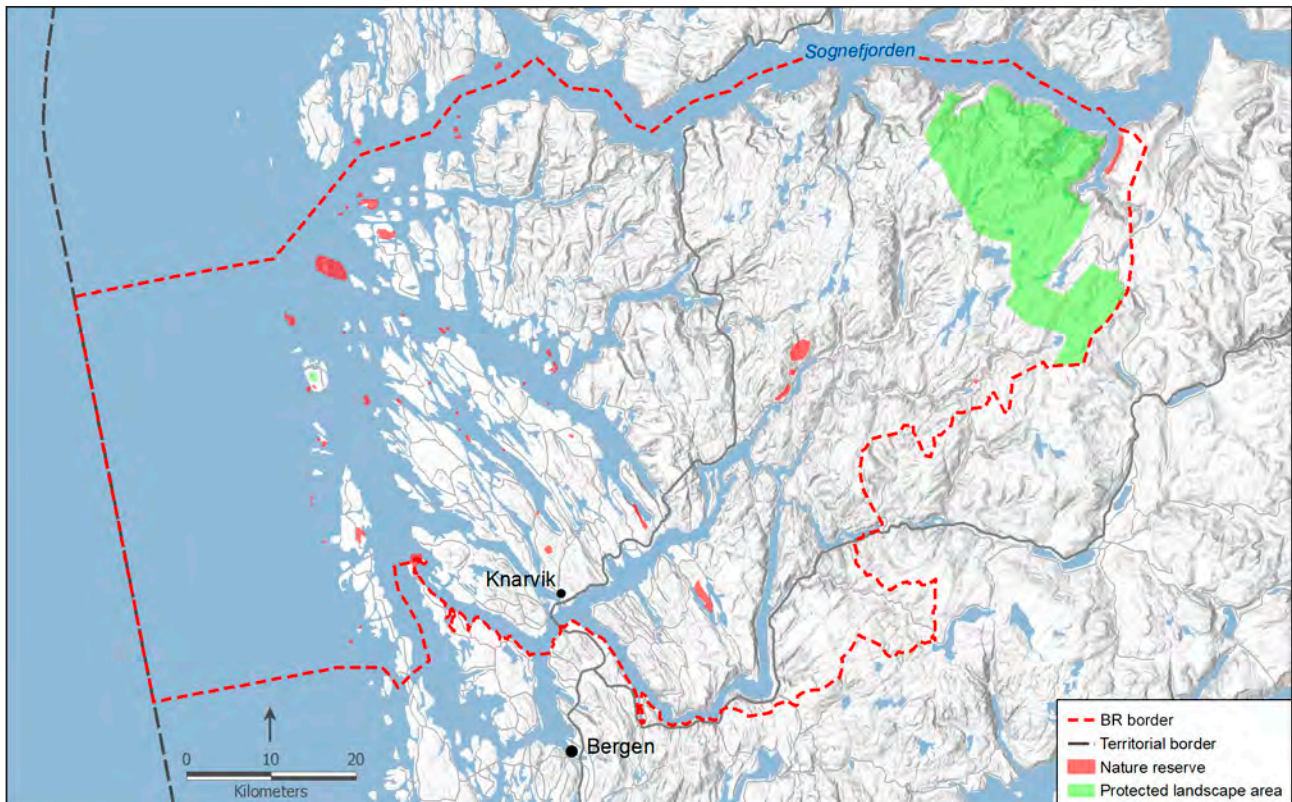 Sognefjorden
Knarvik
Bergen
0 10 20
Kilometers
BR border
Territorial border
Nature reserve
Protected landscape area